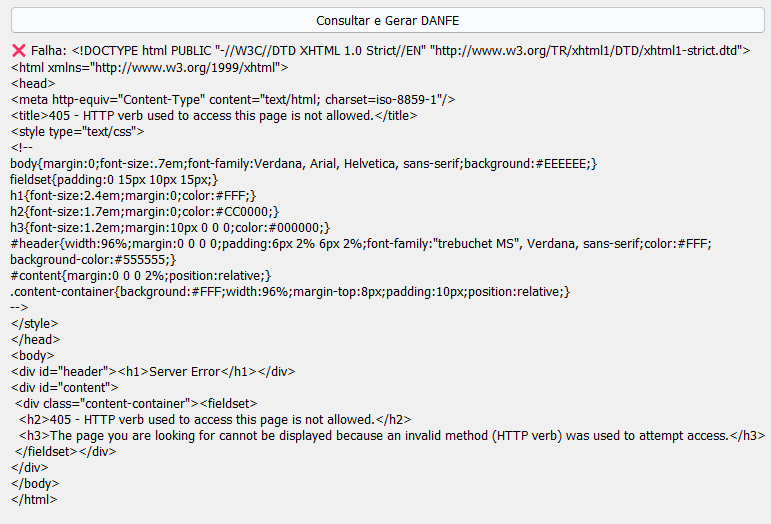 Consultar e Gerar DANFE
❌ Falha: <!DOCTYPE html PUBLIC "-//W3C//DTD XHTML 1.0 Strict//EN" "http://www.w3.org/TR/xhtml1/DTD/xhtml1-strict.dtd">
<html xmlns="http://www.w3.org/1999/xhtml">
<head>
<meta http-equiv="Content-Type" content="text/html; charset=iso-8859-1"/>
<title>405 - HTTP verb used to access this page is not allowed.</title>
<style type="text/css">
<!--
body{margin:0;font-size:.7em;font-family:Verdana, Arial, Helvetica, sans-serif;background:#EEEEEE;}
fieldset{padding:0 15px 10px 15px;}
h1{font-size:2.4em;margin:0;color:#FFF;}
h2{font-size:1.7em;margin:0;color:#CC0000;}
h3{font-size:1.2em;margin:10px 0 0 0;color:#000000;}
#header{width:96%;margin:0 0 0 0;padding:6px 2% 6px 2%;font-family:"trebuchet MS", Verdana, sans-serif;color:#FFF;
background-color:#555555;}
#content{margin:0 0 0 2%;position:relative;}
.content-container{background:#FFF;width:96%;margin-top:8px;padding:10px;position:relative;}
-->
</style>
</head>
<body>
<div id="header"><h1>Server Error</h1></div>
<div id="content">
<div class="content-container"><fieldset>
<h2>405 - HTTP verb used to access this page is not allowed.</h2>
<h3>The page you are looking for cannot be displayed because an invalid method (HTTP verb) was used to attempt access.</h3>
</fieldset></div>
</div>
</body>
</html>